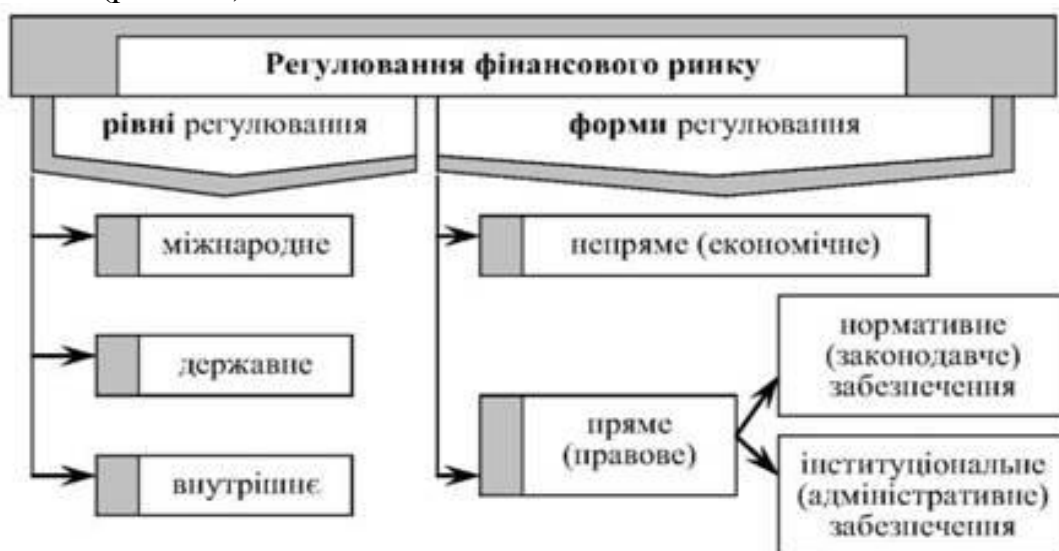 Регулювання фінансового ринку
рівні регулювання
форми регулювання
міжнародне
державне
внутрішнє
непряме (економічне)
пряме
(правове)
нормативне
(законодавче)
забезпечення
інституціональне
(адміністративне)
забезпечення